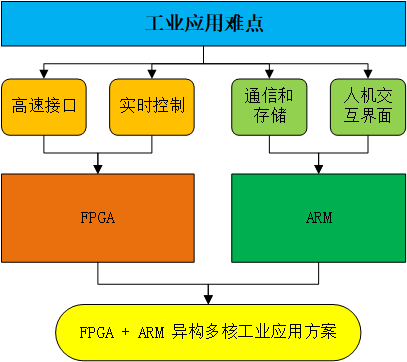 工业应用难点
高速接口
实时控制
通信和
存储
人机交
互界面
FPGA
ARM
FPGA + ARM 异构多核工业应用方案